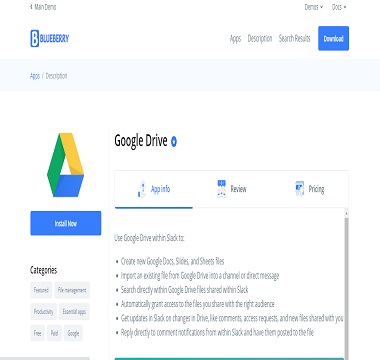 Main Demo
Demos
Docs
BLUEBERRY
Apps
Description
Search Results
Download
Apps / Description
Google Drive
App info
Review
Pricing
Install Now
Use Google Drive within Slack to:
Create new Google Docs, Slides, and Sheets files
Import an existing file from Google Drive into a channel or direct message
Search directly within Google Drive files shared within Slack
Automatically grant access to the files you share with the right audience
Get updates in Slack on changes in Drive, like comments, access requests, and new files shared with you
Reply directly to comment notifications from within Slack and have them posted to the file
Categories
Featured
File management
Productivity
Essential apps
Free
Paid
Google